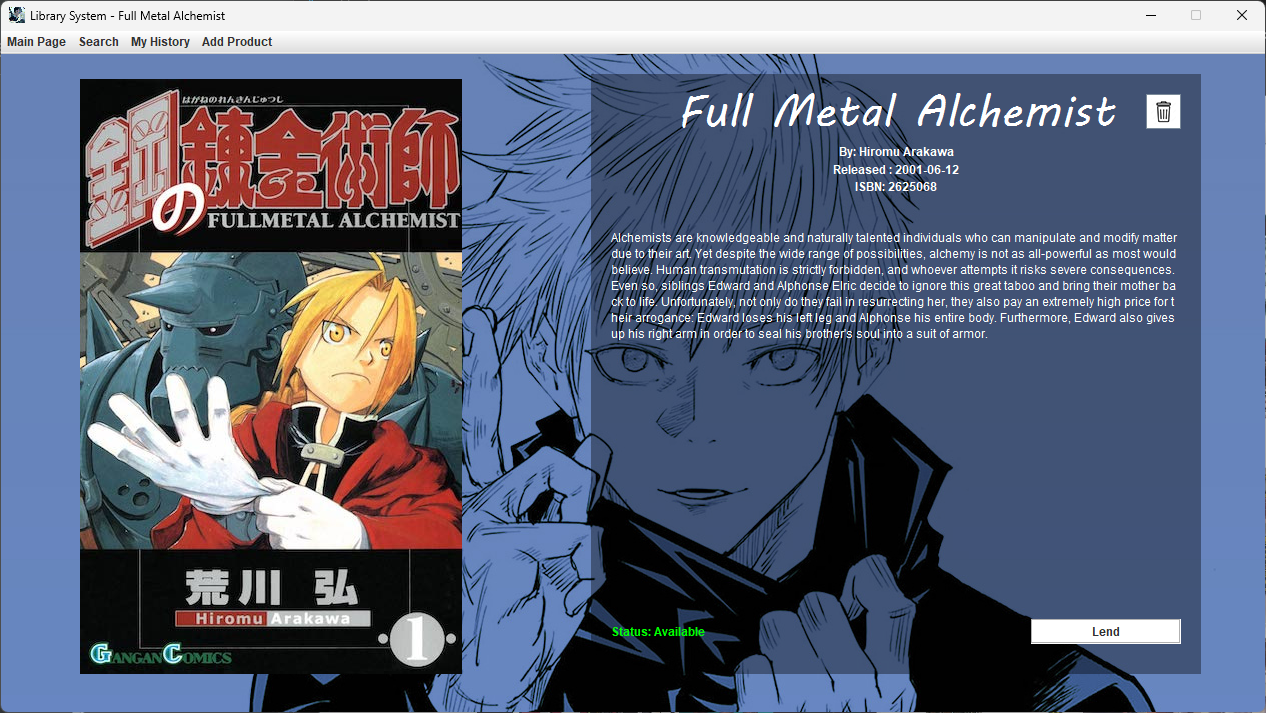 Library System - Full Metal Alchemist
Main Page Search My History Add Product
はがねのれんきんじゅつし
鋼の錬金術師
FULLMETAL ALCHEMIST
荒川 弘
Hiromu Arakawa
1
GANGAN COMICS
Full Metal Alchemist
By: Hiromu Arakawa
Released : 2001-06-12
ISBN: 2625068
Alchemists are knowledgeable and naturally talented individuals who can manipulate and modify matter
due to their art. Yet despite the wide range of possibilities, alchemy is not as all-powerful as most would
believe. Human transmutation is strictly forbidden, and whoever attempts it risks severe consequences.
Even so, siblings Edward and Alphonse Elric decide to ignore this great taboo and bring their mother ba
ck to life. Unfortunately, not only do they fail in resurrecting her, they also pay an extremely high price for t
heir arrogance: Edward loses his left leg and Alphonse his entire body. Furthermore, Edward also gives
up his right arm in order to seal his brother's soul into a suit of armor.
Status: Available
Lend